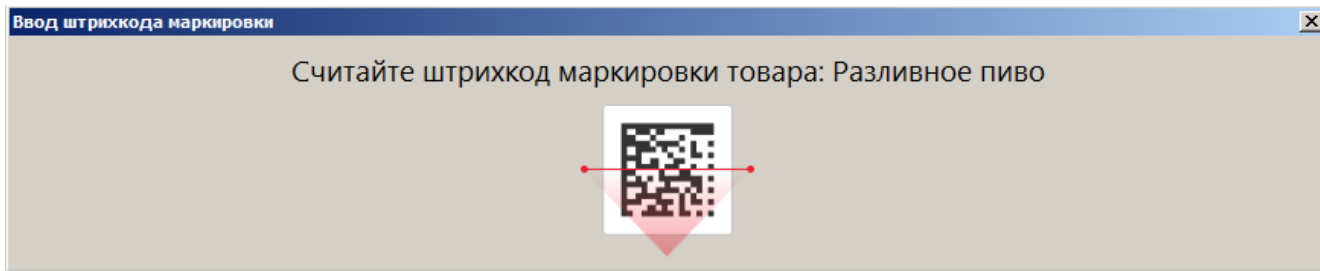 Ввод штрихкода маркировки
Считайте штрихкод маркировки товара: Разливное пиво